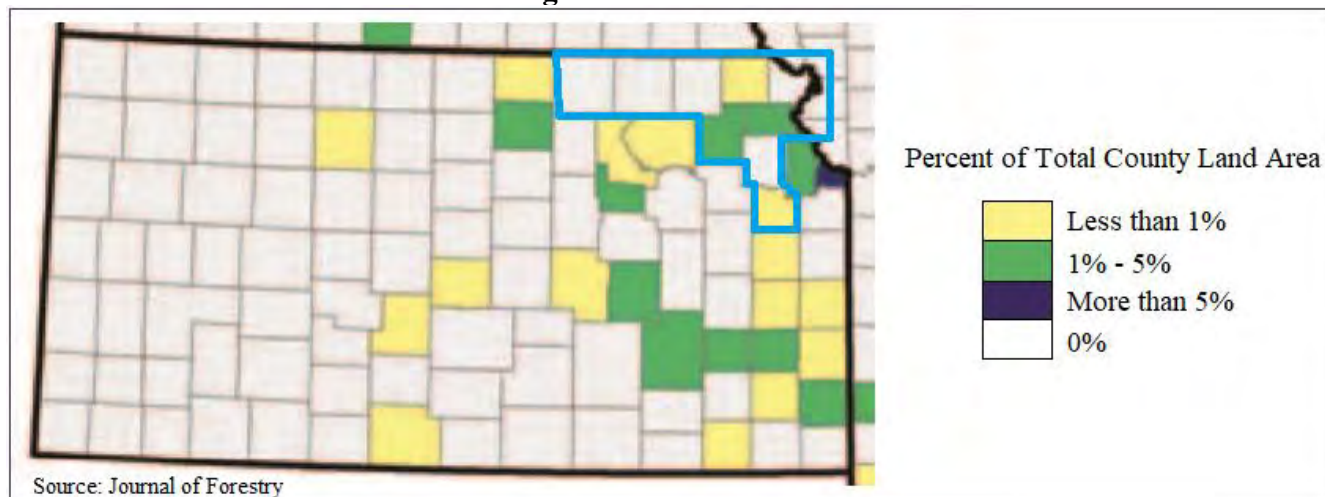 Percent of Total County Land Area
Less than 1%
1% - 5%
More than 5%
0%
Source: Journal of Forestry